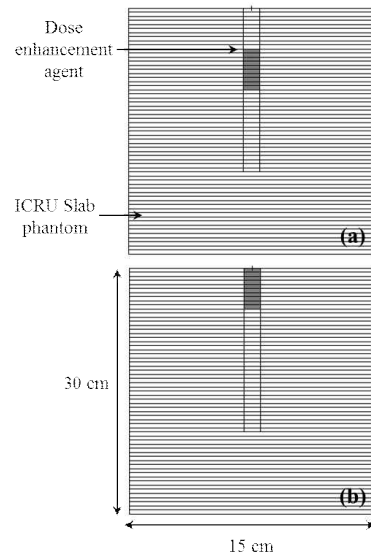 Dose
enhancement
agent
ICRU Slab
phantom
(a)
30 cm
(b)
15 cm